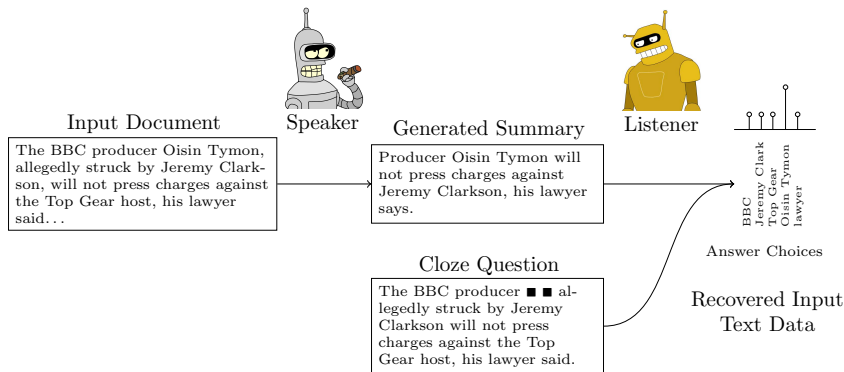 Input Document
The BBC producer Oisin Tymon,
allegedly struck by Jeremy Clark-
son, will not press charges against
the Top Gear host, his lawyer
said...
Speaker
Generated Summary
Producer Oisin Tymon will
not press charges against
Jeremy Clarkson, his lawyer
says.
Cloze Question
The BBC producer ■ ■ al-
legedly struck by Jeremy
Clarkson will not press
charges against the Top
Gear host, his lawyer said.
Listener
BBC
Jeremy Clark
Top Gear
Oisin Tymon
lawyer
Answer Choices
Recovered Input
Text Data